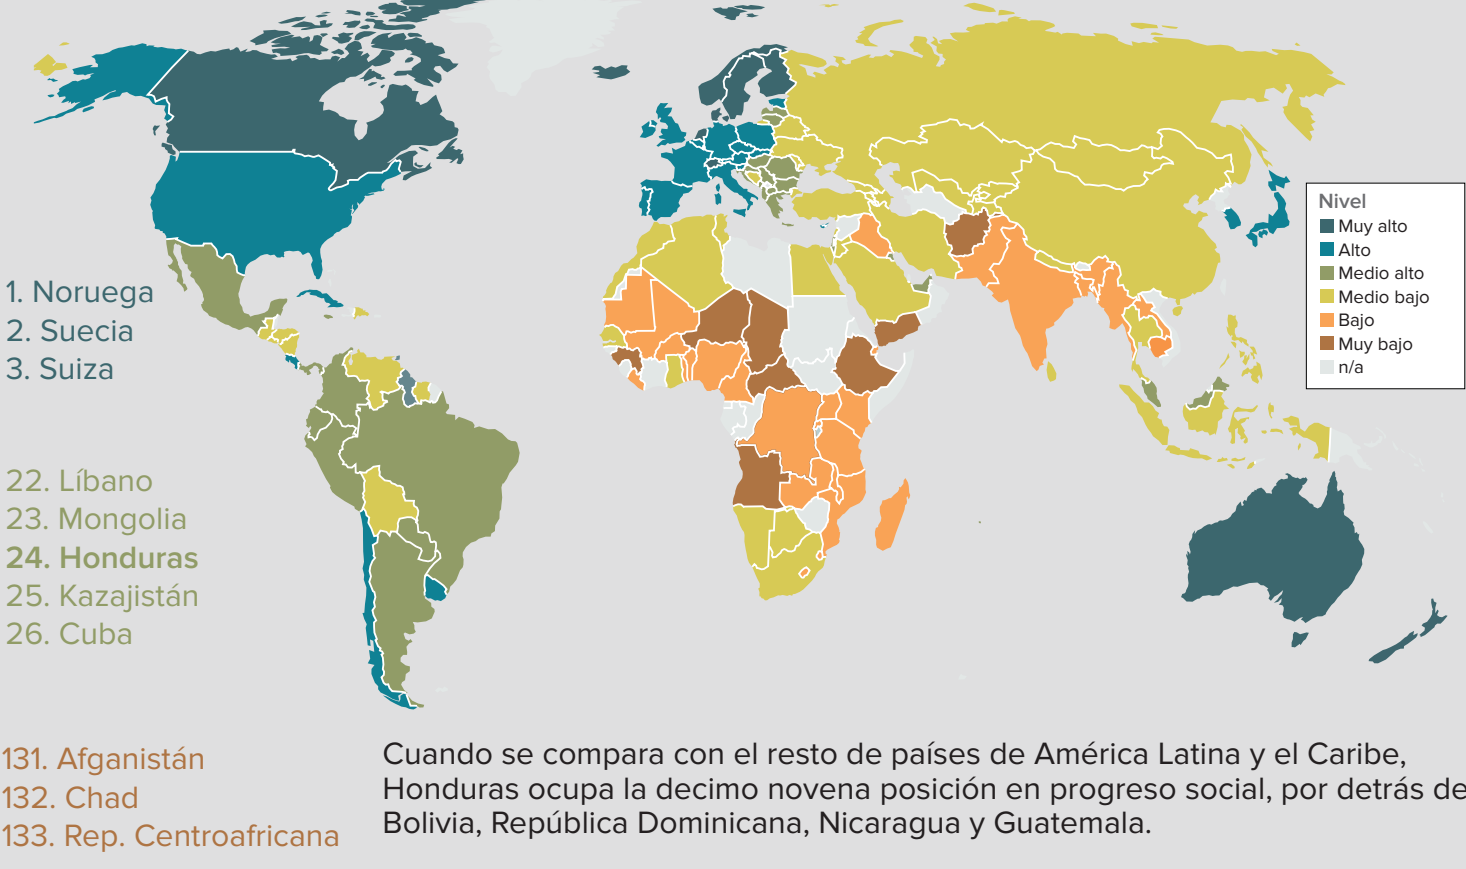 Nivel
Muy alto
Alto
Medio alto
Medio bajo
Bajo
Muy bajo
n/a
1. Noruega
2. Suecia
3. Suiza
22. Líbano
23. Mongolia
24. Honduras
25. Kazajistán
26. Cuba
131. Afganistán
132. Chad
133. Rep. Centroafricana
Cuando se compara con el resto de países de América Latina y el Caribe,
Honduras ocupa la decimo novena posición en progreso social, por detrás de
Bolivia, República Dominicana, Nicaragua y Guatemala.